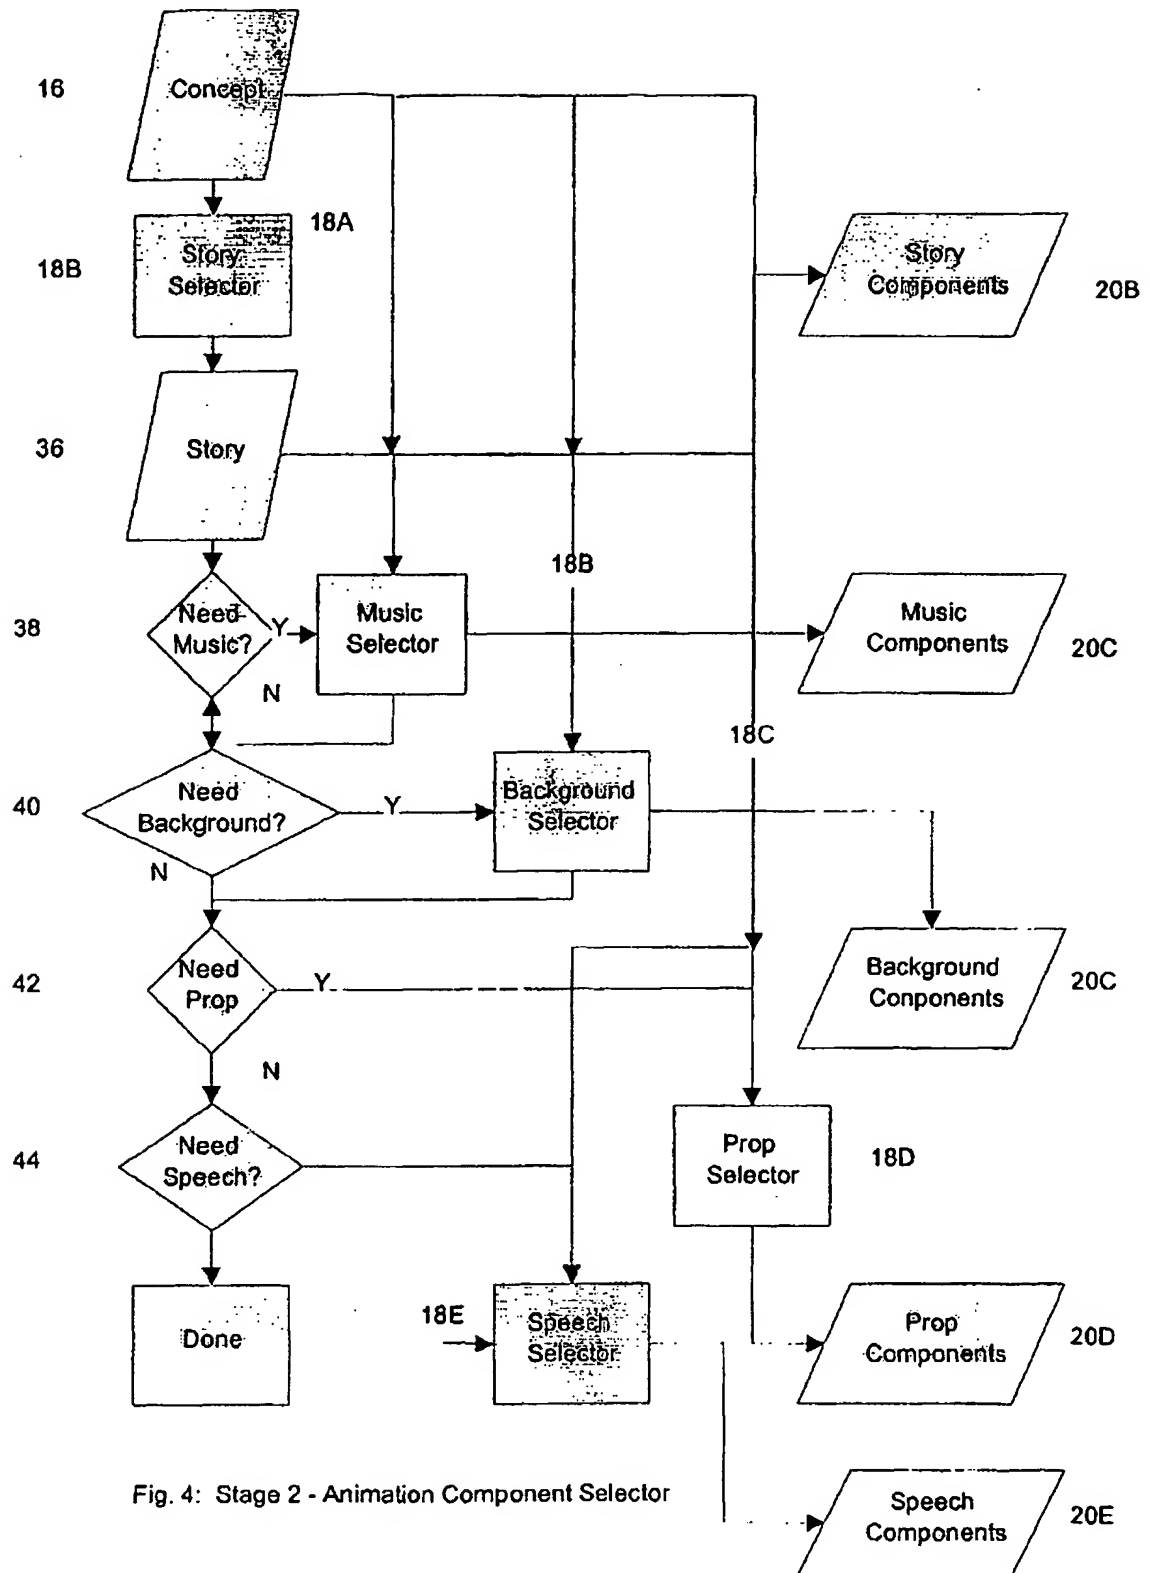 16
Concept
18A
18B
Story
Selector
Story
Components
20B
36
Story
18B
38
Need
Music?
Y
N
Music
Selector
Music
Components
20C
18C
40
Need
Background?
Y
N
Background
Selector
Background
Conponents
20C
42
Need
Prop
Y
N
44
Need
Speech?
Prop
Selector
18D
Done
18E
Speech
Selector
Prop
Components
20D
Fig. 4: Stage 2 - Animation Component Selector
Speech
Components
20E